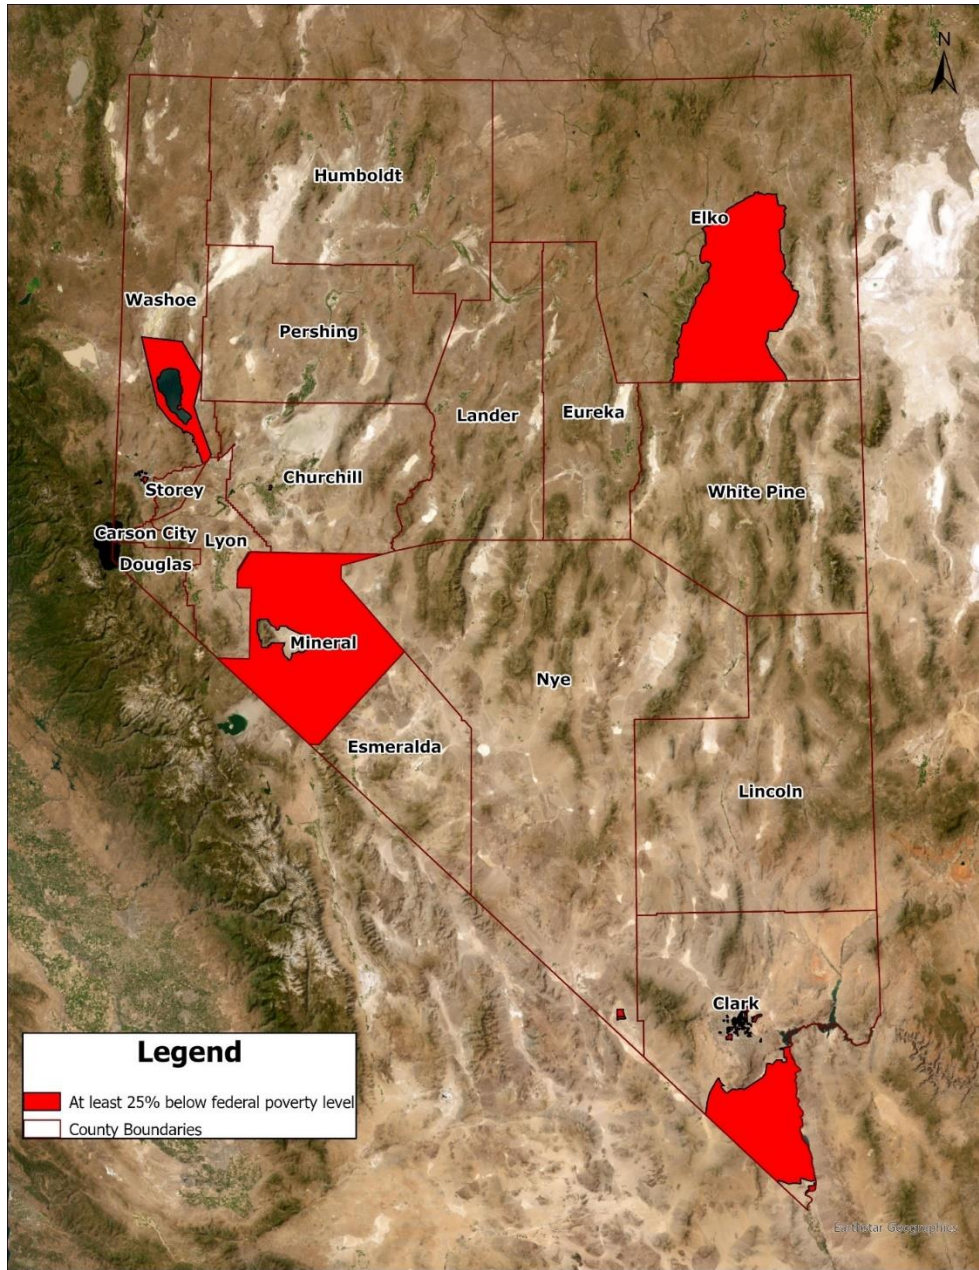 N
Humboldt
Elko
Washoe
Pershing
Lander
Eureka
Churchill
Storey
White Pine
Carson City
Lyon
Douglas
Mineral
Nye
Esmeralda
Lincoln
Clark
Legend
At least 25% below federal poverty level
County Boundaries
Earthstar Geographics